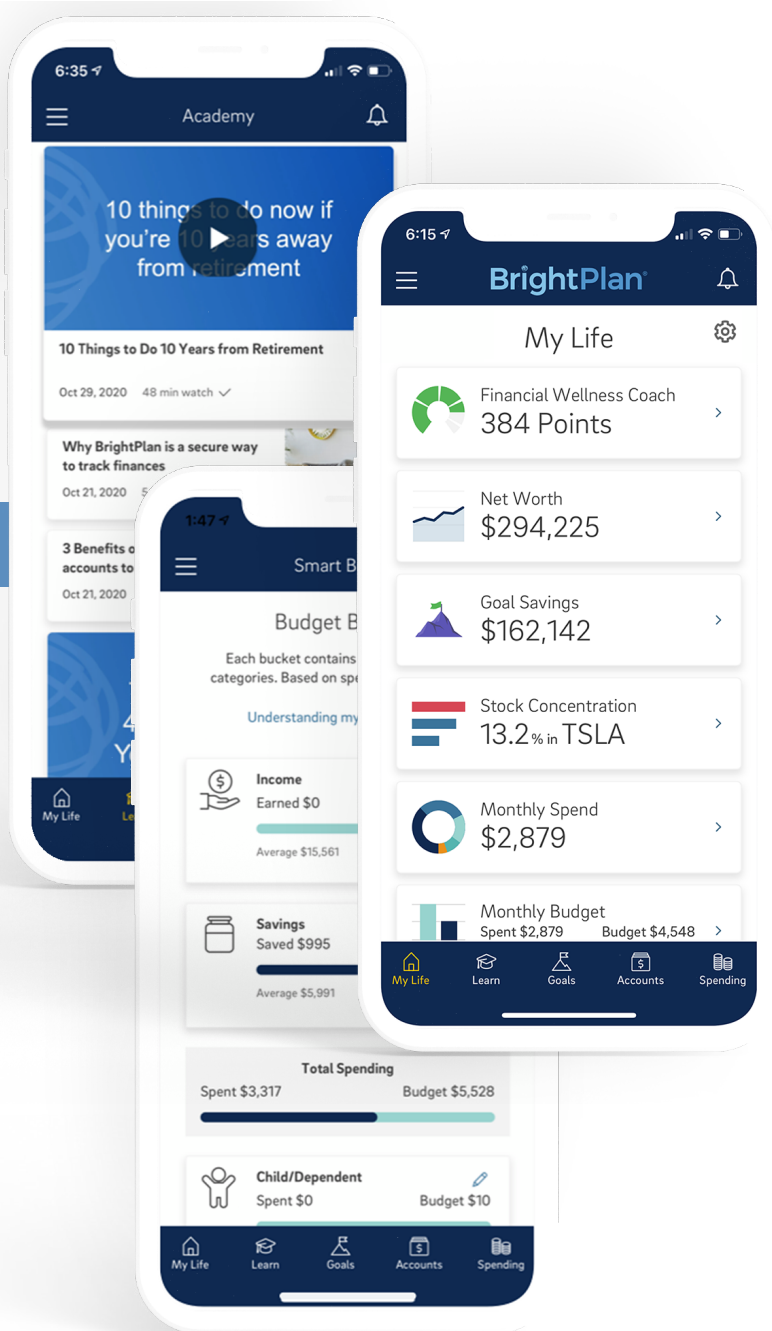 6:35
Academy
10 things to do now if
you're 10 years away
from retirement
10 Things to Do 10 Years from Retirement
Oct 29, 2020 48 min watch
Why BrightPlan is a secure way
to track finances
Oct 21, 2020 5
3 Benefits o
accounts to
Oct 21, 2020
4
Y
My Life Le
1:47
Smart B
Budget B
Each bucket contains
categories. Based on spe
Understanding my
Income
Earned $0
Average $15,561
Savings
Saved $995
Average $5,991
Total Spending
Spent $3,317 Budget $5,528
Child/Dependent
Spent $0 Budget $10
My Life Learn Goals Accounts Spending
6:15
BrightPlan
My Life
Financial Wellness Coach
384 Points
Net Worth
$294,225
Goal Savings
$162,142
Stock Concentration
13.2% in TSLA
Monthly Spend
$2,879
Monthly Budget
Spent $2,879 Budget $4,548
My Life Learn Goals Accounts Spending